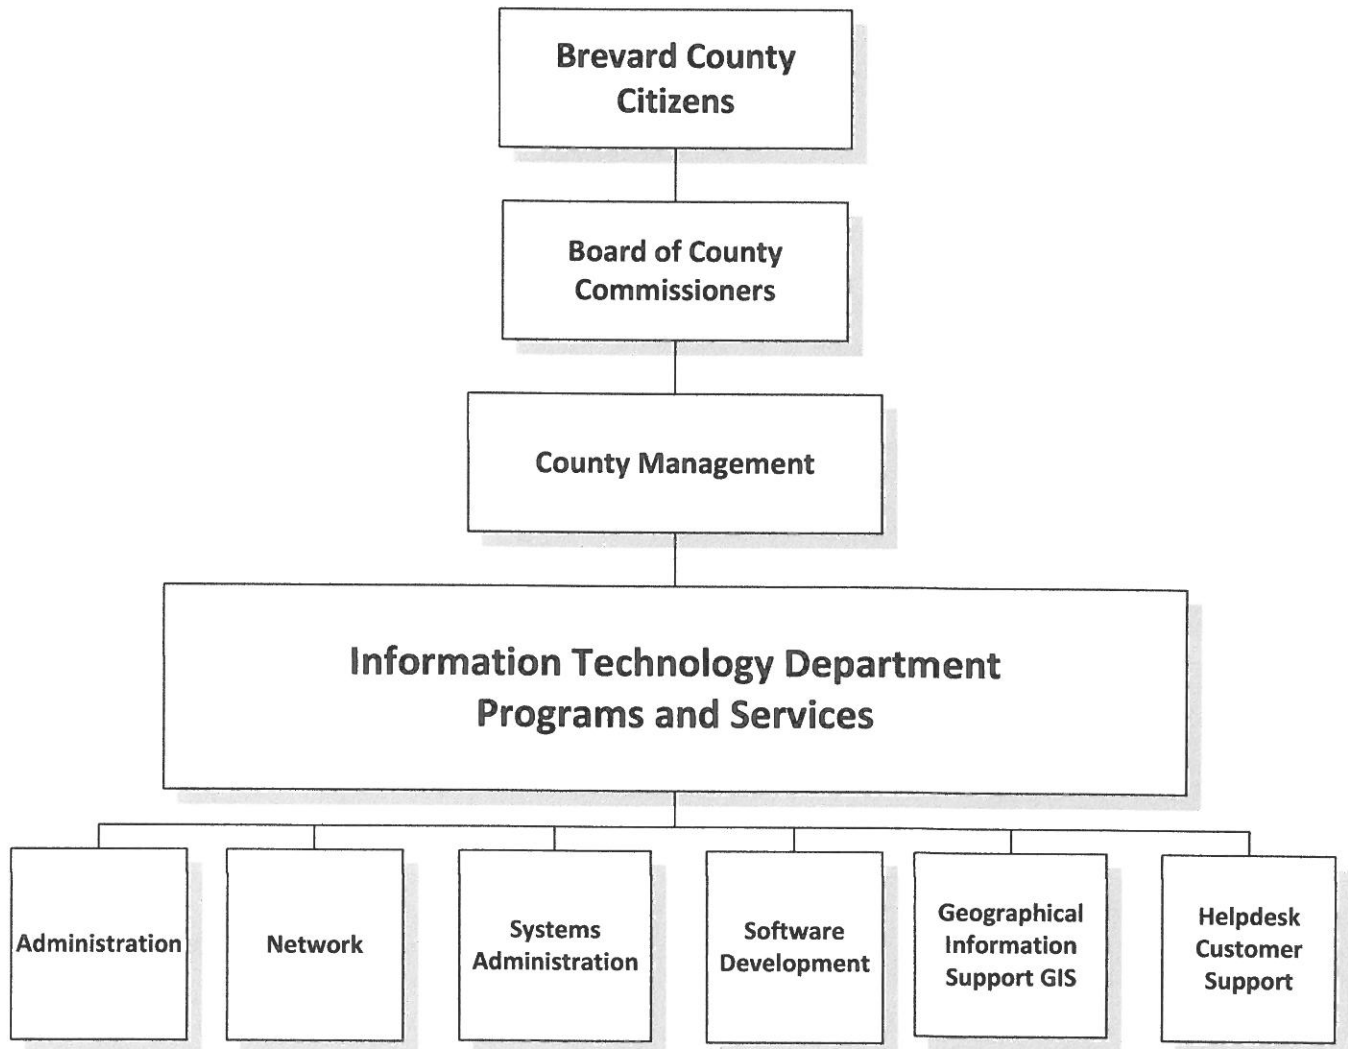 Brevard County
Citizens
Board of County
Commissioners
County Management
Information Technology Department
Programs and Services
Administration
Network
Systems
Administration
Software
Development
Geographical
Information
Support GIS
Helpdesk
Customer
Support